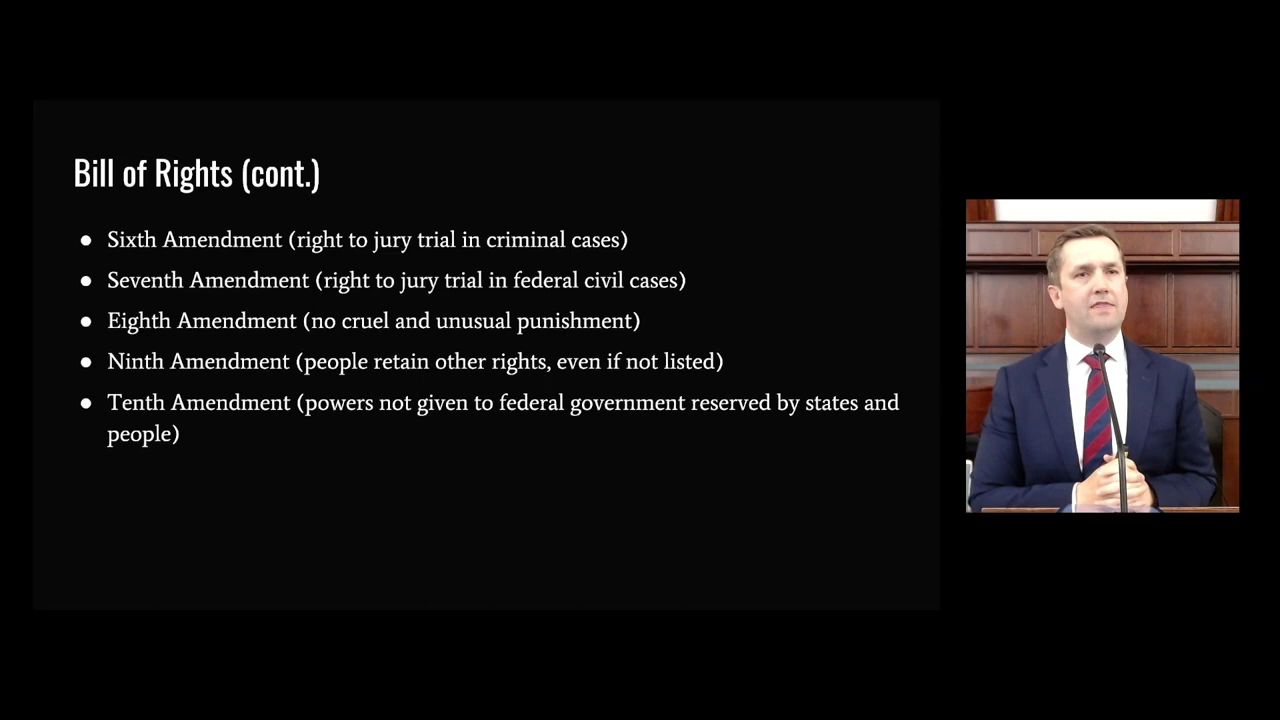 Bill of Rights (cont.)
● Sixth Amendment (right to jury trial in criminal cases)
● Seventh Amendment (right to jury trial in federal civil cases)
● Eighth Amendment (no cruel and unusual punishment)
● Ninth Amendment (people retain other rights, even if not listed)
● Tenth Amendment (powers not given to federal government reserved by states and
people)